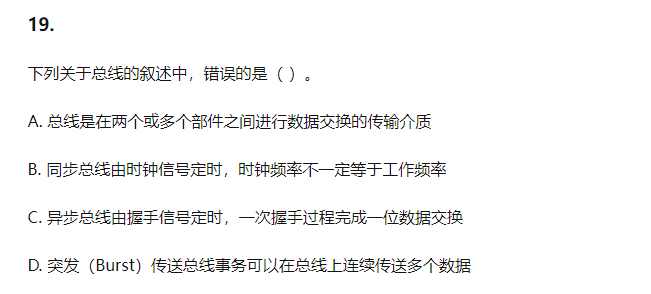 19.
下列关于总线的叙述中，错误的是（ ）。
A. 总线是在两个或多个部件之间进行数据交换的传输介质
B. 同步总线由时钟信号定时，时钟频率不一定等于工作频率
C. 异步总线由握手信号定时，一次握手过程完成一位数据交换
D. 突发（Burst）传送总线事务可以在总线上连续传送多个数据